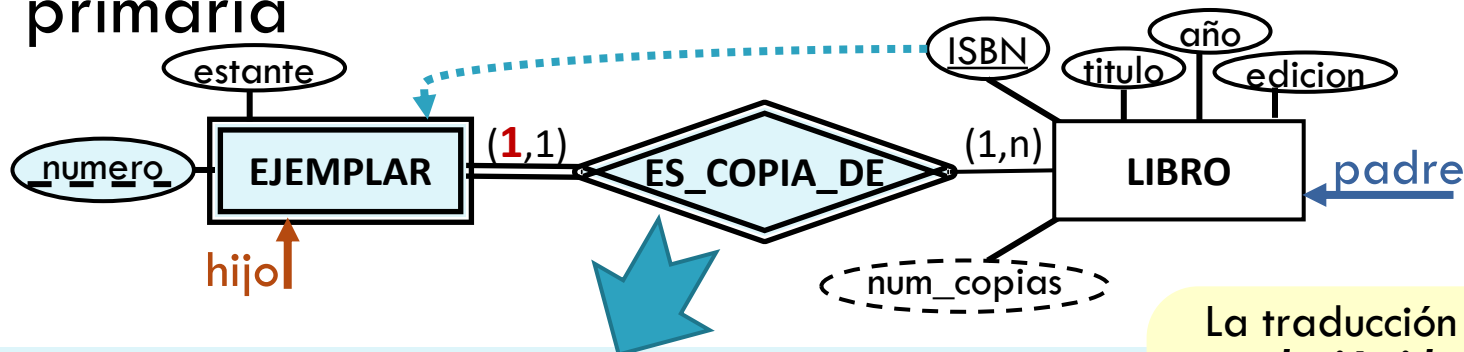 primaria
estante
ISBN
titulo
año
edicion
numero
EJEMPLAR
(1,1)
ES_COPIA_DE
(1,n)
LIBRO
padre
hijo
num_copias
La traducción